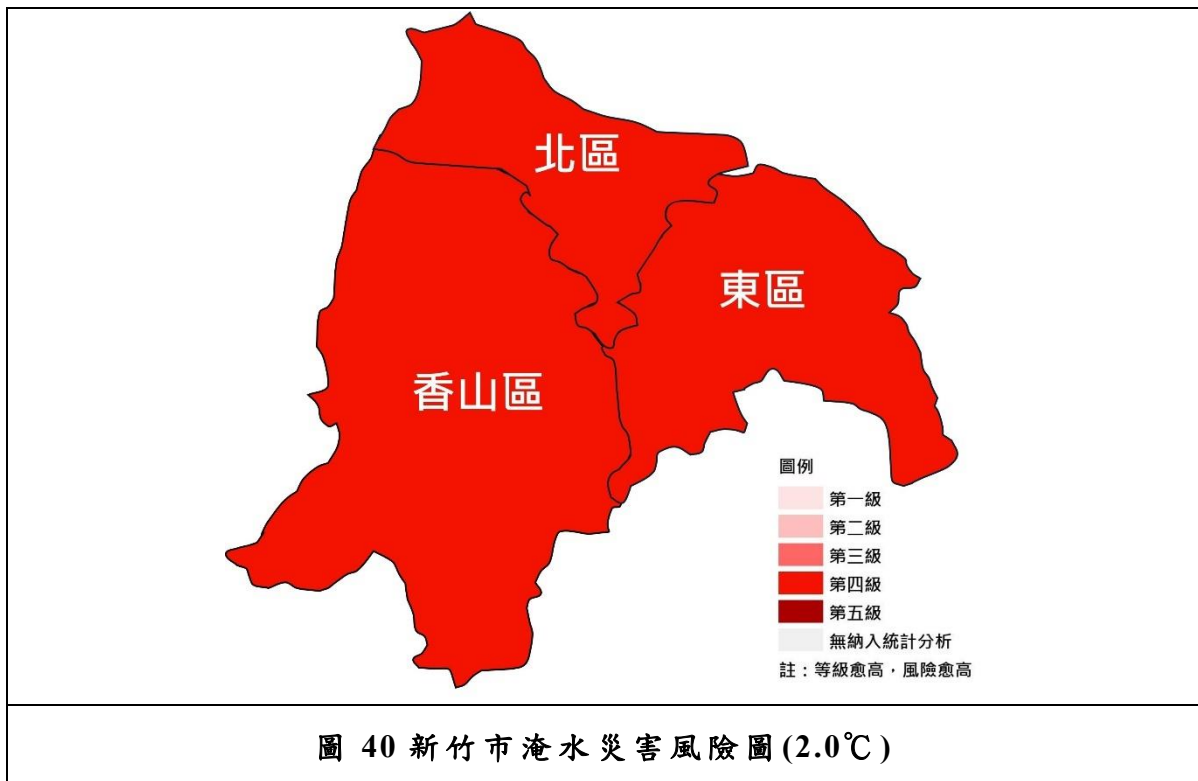 北區
東區
香山區
圖例
第一級
第二級
第三級
第四級
第五級
無納入統計分析
註：等級愈高，風險愈高
圖 40 新竹市淹水災害風險圖(2.0℃)